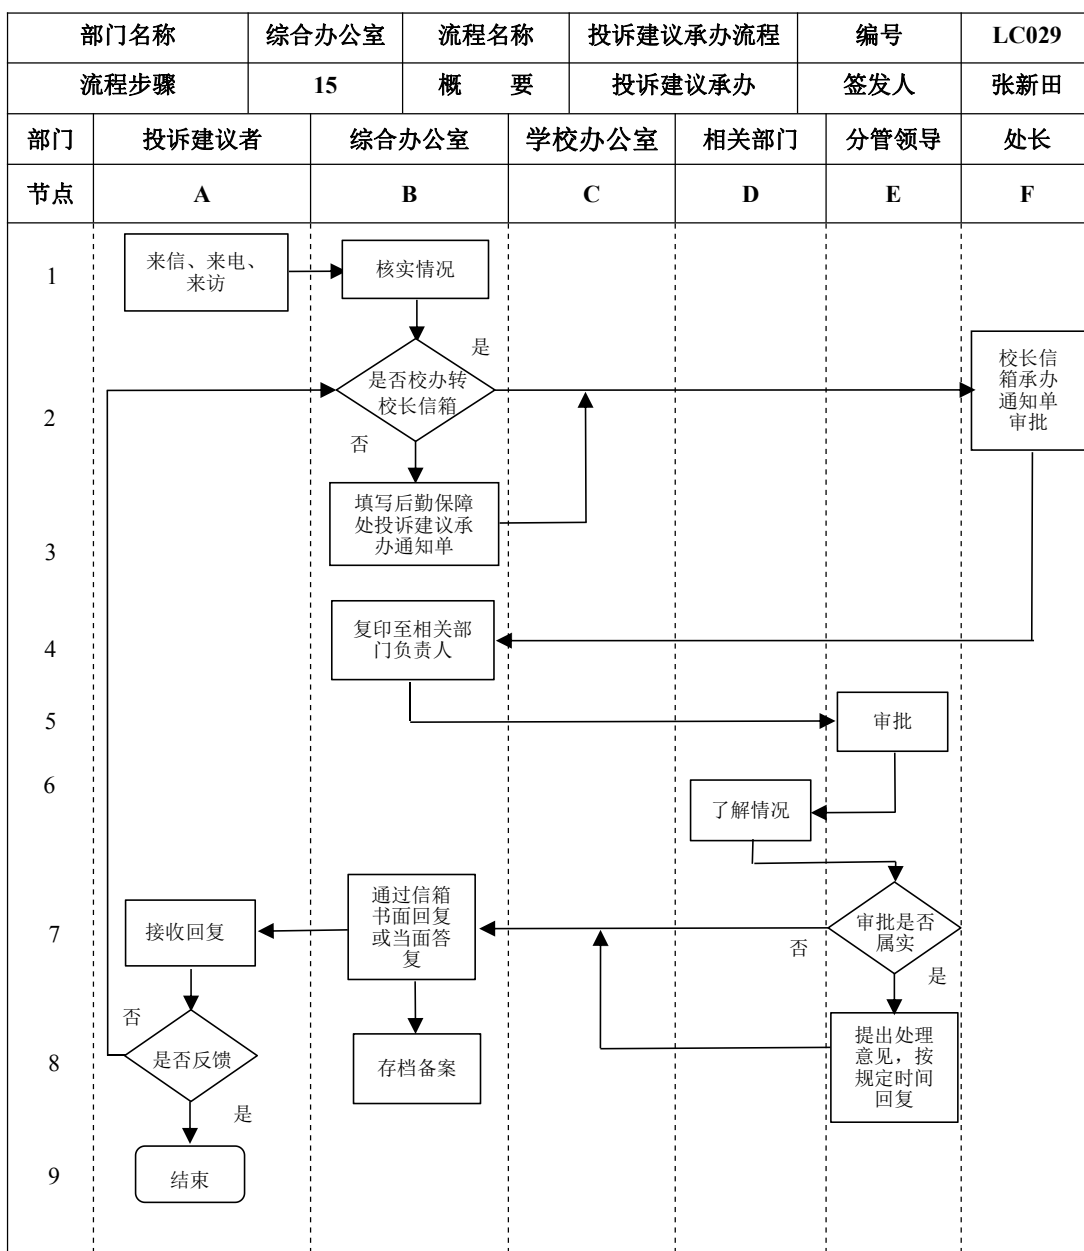 部门名称 综合办公室 流程名称 投诉建议承办流程 编号 LC029
流程步骤 15 概 要 投诉建议承办 签发人 张新田
部门 投诉建议者 综合办公室 学校办公室 相关部门 分管领导 处长
节点 A B C D E F
1
来信、来电、
来访
核实情况
2
是否校办转
校长信箱
是
否
校长信
箱承办
通知单
审批
3
填写后勤保障
处投诉建议承
办通知单
4
复印至相关部
门负责人
5
审批
6
了解情况
7
接收回复
通过信箱
书面回复
或当面答
复
审批是否
属实
否
是
8
否
是否反馈
是
存档备案
提出处理
意见，按
规定时间
回复
9
结束